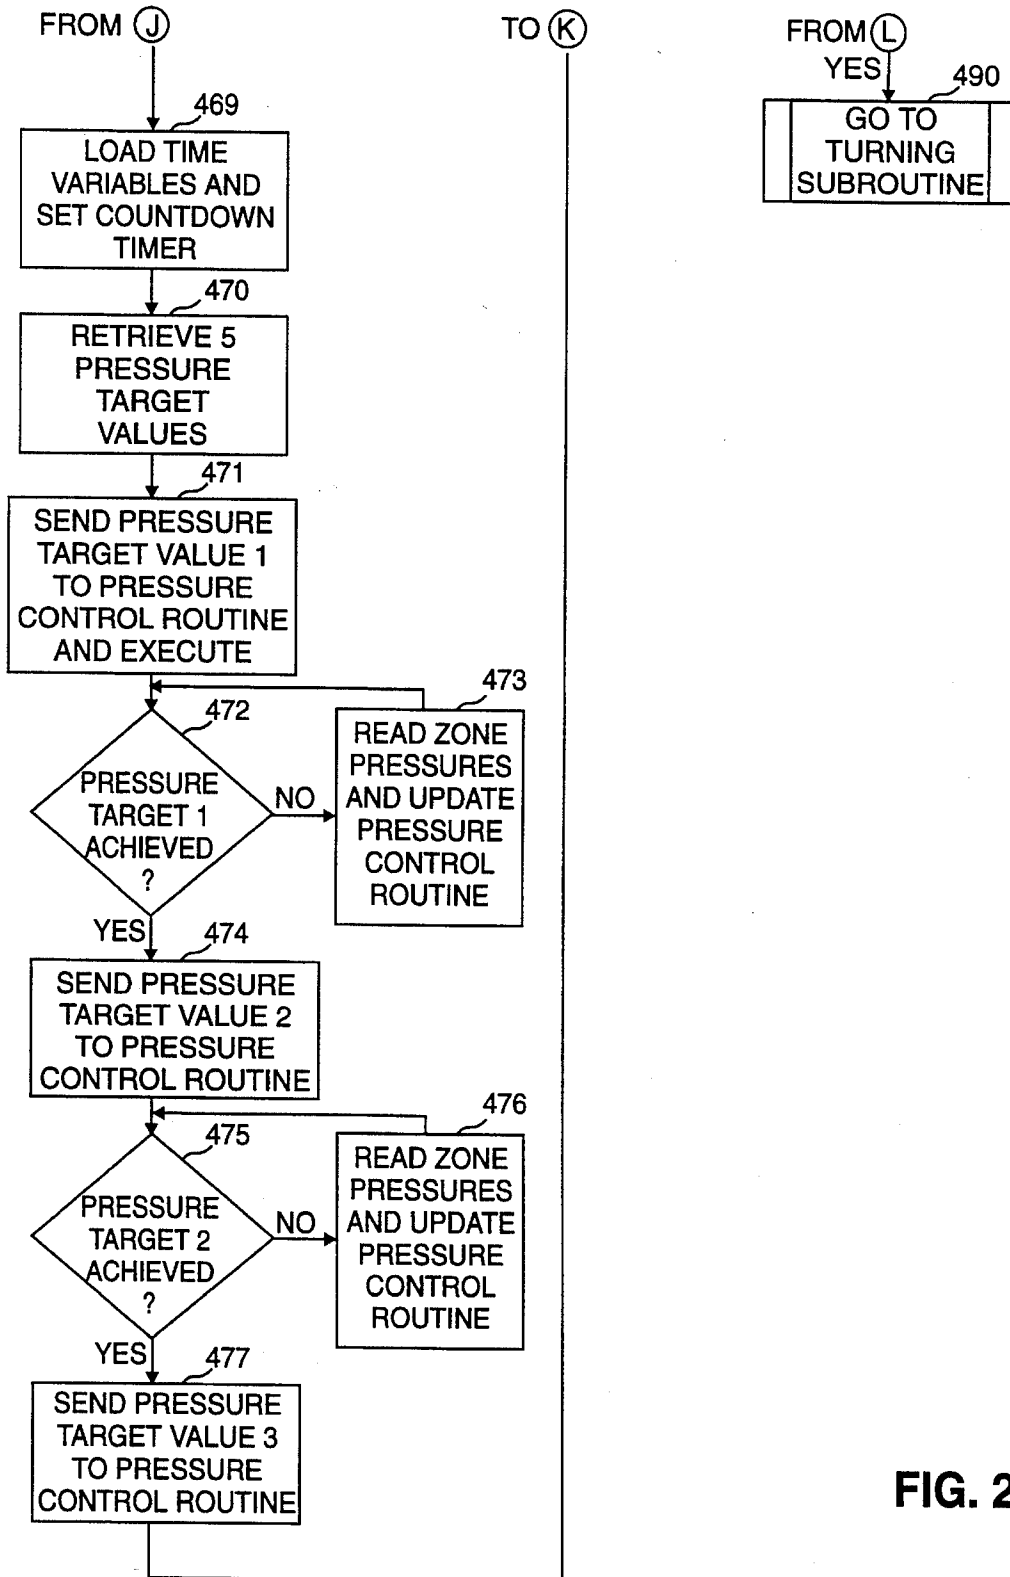 FROM J
469
LOAD TIME
VARIABLES AND
SET COUNTDOWN
TIMER
470
RETRIEVE 5
PRESSURE
TARGET
VALUES
471
SEND PRESSURE
TARGET VALUE 1
TO PRESSURE
CONTROL ROUTINE
AND EXECUTE
472
PRESSURE
TARGET 1
ACHIEVED
?
NO
473
READ ZONE
PRESSURES
AND UPDATE
PRESSURE
CONTROL
ROUTINE
YES
474
SEND PRESSURE
TARGET VALUE 2
TO PRESSURE
CONTROL ROUTINE
475
PRESSURE
TARGET 2
ACHIEVED
?
NO
476
READ ZONE
PRESSURES
AND UPDATE
PRESSURE
CONTROL
ROUTINE
YES
477
SEND PRESSURE
TARGET VALUE 3
TO PRESSURE
CONTROL ROUTINE
TO K
FROM L
YES
490
GO TO
TURNING
SUBROUTINE
FIG. 2